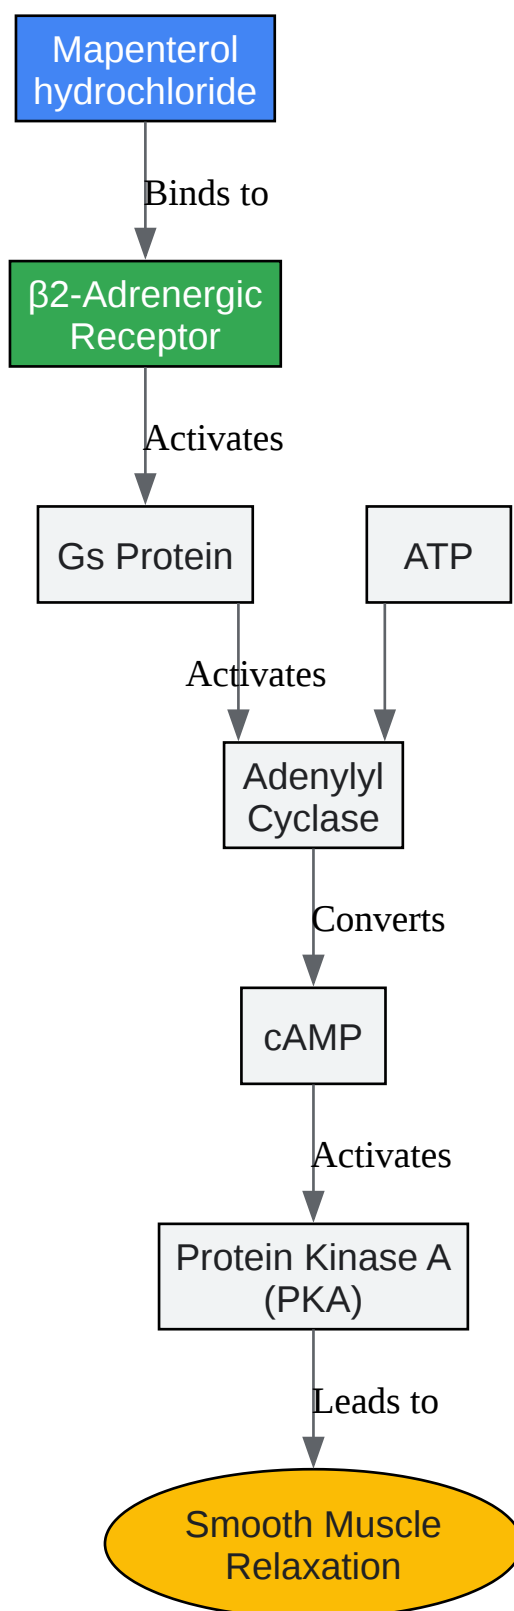 Mapenterol
hydrochloride
Binds to
β2-Adrenergic
Receptor
Activates
Gs Protein
ATP
Activates
Adenylyl
Cyclase
Converts
cAMP
Activates
Protein Kinase A
(PKA)
Leads to
Smooth Muscle
Relaxation